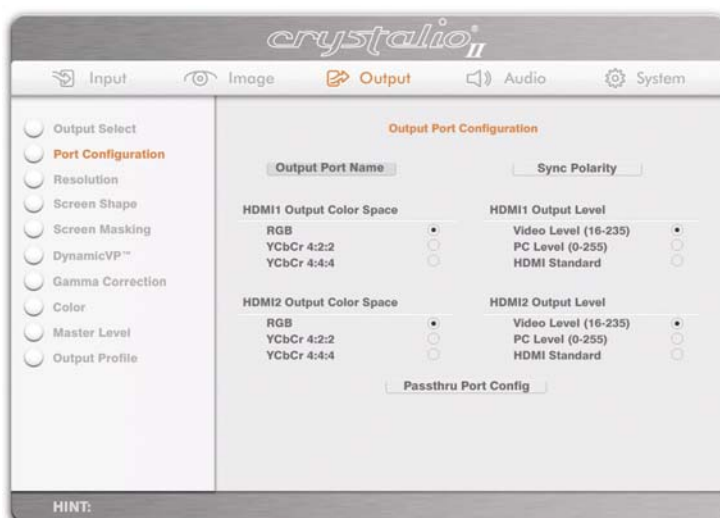 crystalio® II
Input Image Output Audio System
Output Select
Port Configuration
Resolution
Screen Shape
Screen Masking
DynamicVP™
Gamma Correction
Color
Master Level
Output Profile
Output Port Configuration
Output Port Name Sync Polarity
HDMI1 Output Color Space
RGB
YCbCr 4:2:2
YCbCr 4:4:4
HDMI1 Output Level
Video Level (16-235)
PC Level (0-255)
HDMI Standard
HDMI2 Output Color Space
RGB
YCbCr 4:2:2
YCbCr 4:4:4
HDMI2 Output Level
Video Level (16-235)
PC Level (0-255)
HDMI Standard
Passthru Port Config
HINT: